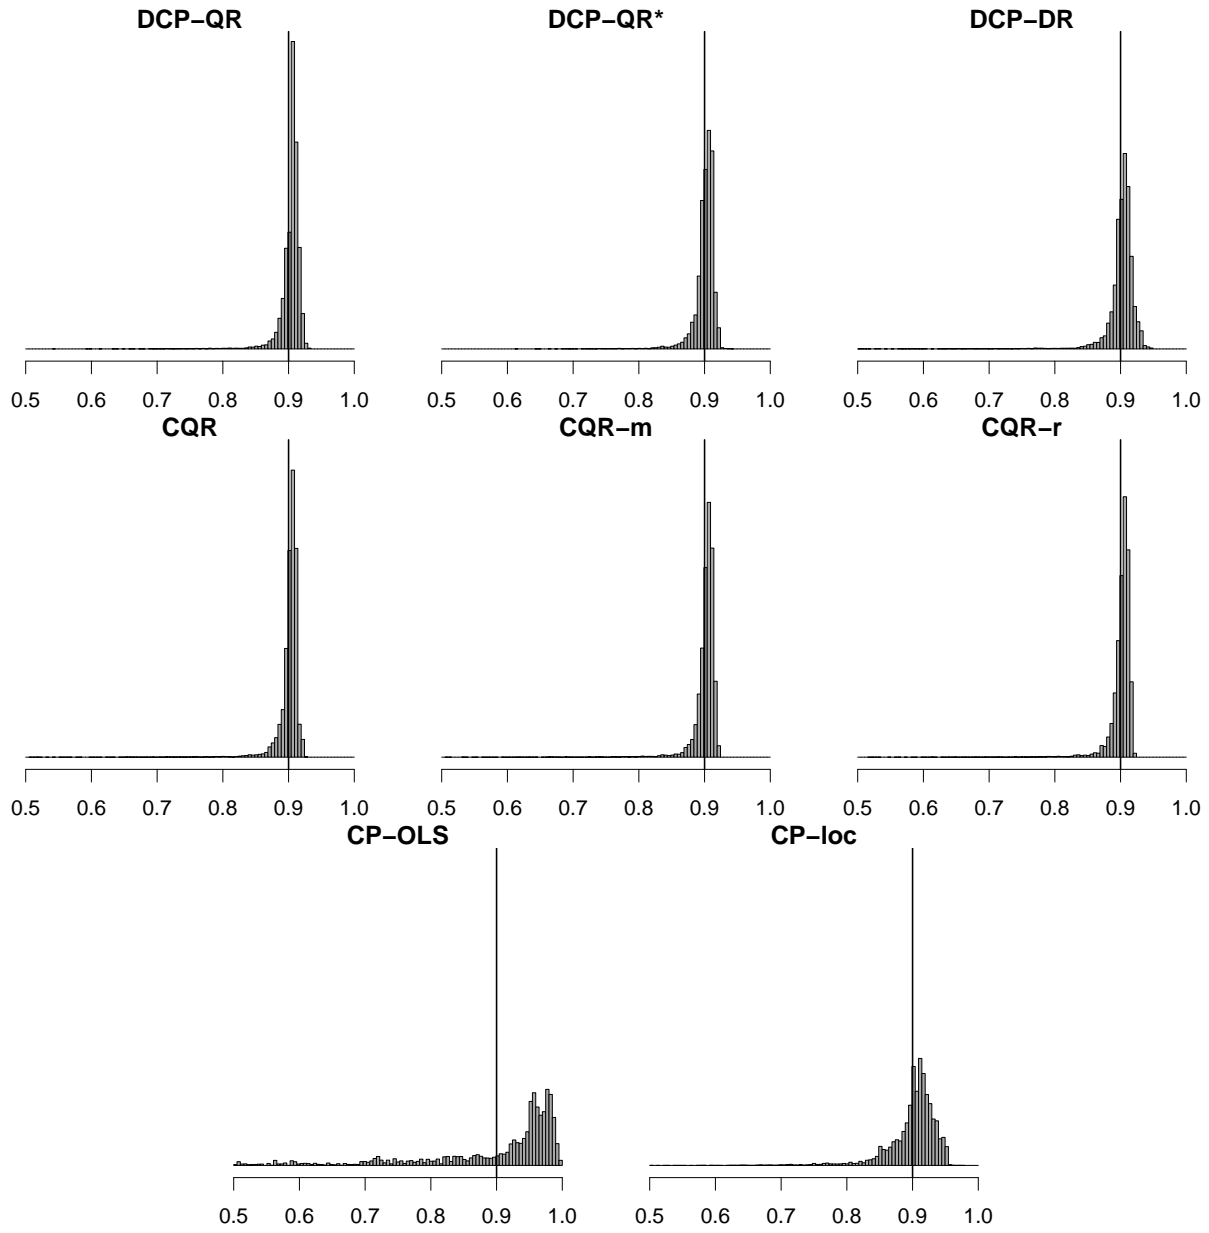 DCP−QR DCP−QR* DCP−DR
0.5 0.6 0.7 0.8 0.9 1.0 0.5 0.6 0.7 0.8 0.9 1.0 0.5 0.6 0.7 0.8 0.9 1.0
CQR CQR−m CQR−r
0.5 0.6 0.7 0.8 0.9 1.0 0.5 0.6 0.7 0.8 0.9 1.0 0.5 0.6 0.7 0.8 0.9 1.0
CP−OLS CP−loc
0.5 0.6 0.7 0.8 0.9 1.0 0.5 0.6 0.7 0.8 0.9 1.0